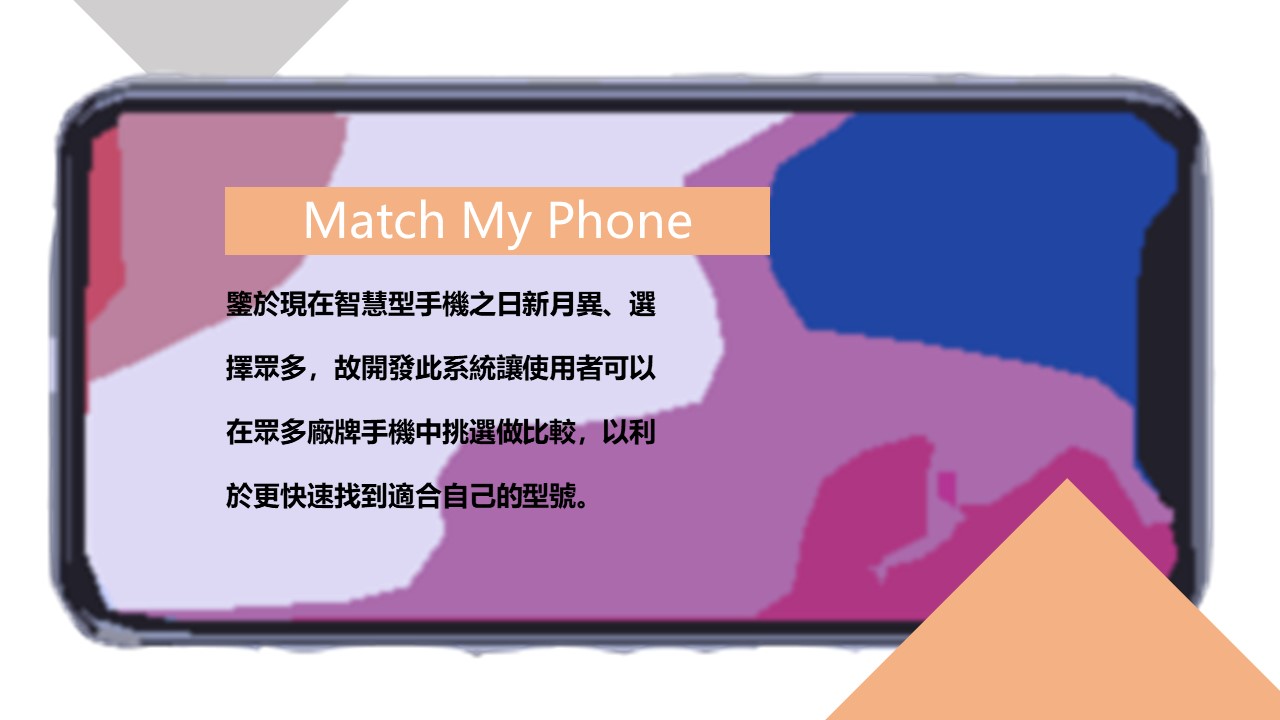 Match My Phone
鑒於現在智慧型手機之日新月異、選
擇眾多，故開發此系統讓使用者可以
在眾多廠牌手機中挑選做比較，以利
於更快速找到適合自己的型號。